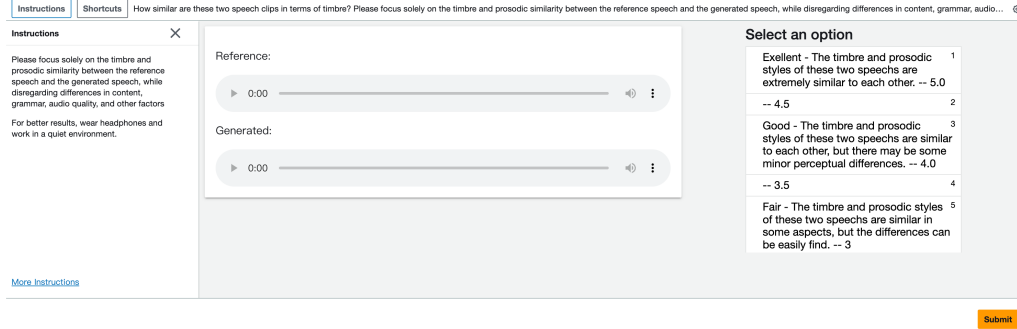 Instructions
Shortcuts
How similar are these two speech clips in terms of timbre? Please focus solely on the timbre and prosodic similarity between the reference speech and the generated speech, while disregarding differences in content, grammar, audio...
Instructions
Please focus solely on the timbre and
prosodic similarity between the reference
speech and the generated speech, while
disregarding differences in content,
grammar, audio quality, and other factors
For better results, wear headphones and
work in a quiet environment.
More Instructions
Reference:
0:00
Generated:
0:00
Select an option
Exellent - The timbre and prosodic 1
styles of these two speechs are
extremely similar to each other. -- 5.0
-- 4.5 2
Good - The timbre and prosodic 3
styles of these two speechs are similar
to each other, but there may be some
minor perceptual differences. -- 4.0
-- 3.5 4
Fair - The timbre and prosodic styles 5
of these two speechs are similar in
some aspects, but the differences can
be easily find. -- 3
Submit